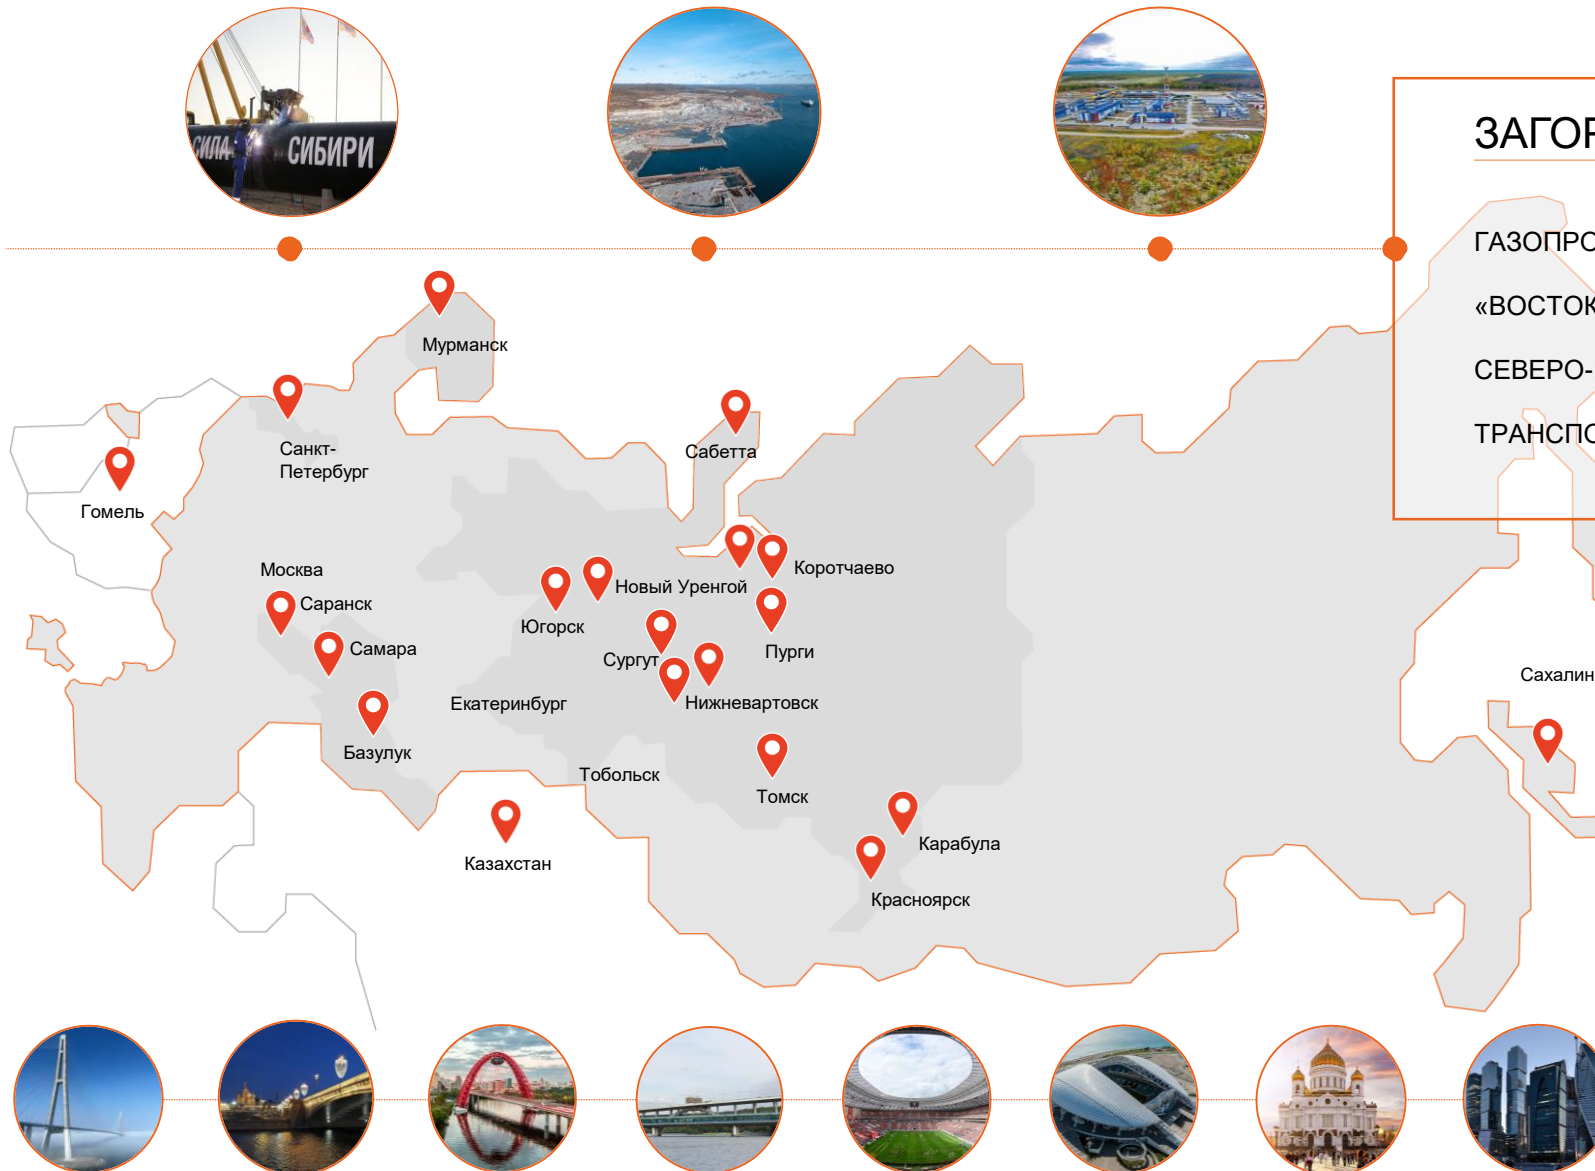 СИЛА СИБИРИ
ЗАГОР
ГАЗОПРО
«ВОСТОК
СЕВЕРО-
ТРАНСПО
Мурманск
Санкт-
Петербург
Сабетта
Гомель
Москва
Саранск
Самара
Базулук
Югорск
Новый Уренгой
Коротчаево
Сургут
Пурги
Екатеринбург
Нижневартовск
Сахалин
Тобольск
Томск
Казахстан
Карабула
Красноярск